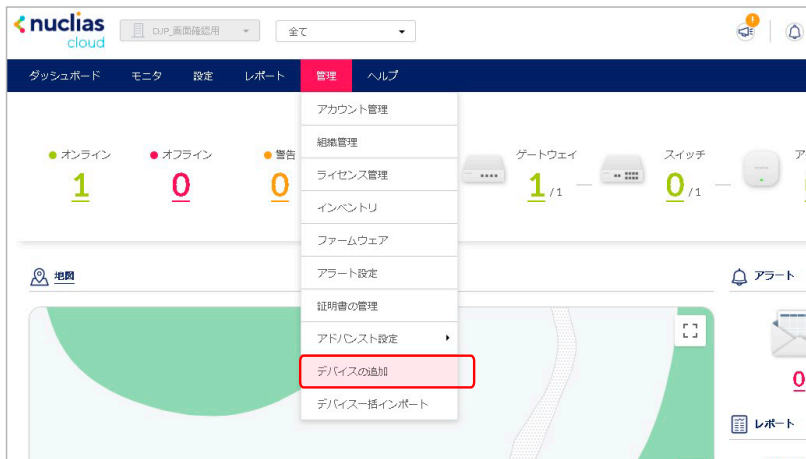 nuclias
cloud
DJP_画面確認用
全て
ダッシュボード モニタ 設定 レポート 管理 ヘルプ
アカウント管理
組織管理
ライセンス管理
インベントリ
ファームウェア
アラート設定
証明書の管理
アドバンスト設定
デバイスの追加
デバイス一括インポート
オンライン オフライン 警告 ゲートウェイ スイッチ ア
1 0 0 1 /1 0 /1
地図 アラート
0
レポート